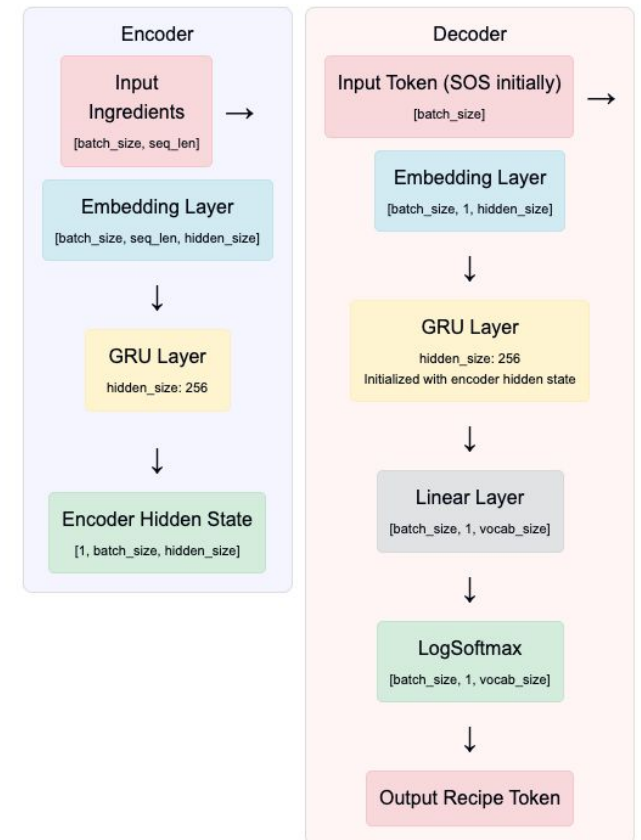 Encoder
Input
Ingredients
[batch_size, seq_len]
→
Embedding Layer
[batch_size, seq_len, hidden_size]
↓
GRU Layer
hidden_size: 256
↓
Encoder Hidden State
[1, batch_size, hidden_size]
Decoder
Input Token (SOS initially)
[batch_size]
→
Embedding Layer
[batch_size, 1, hidden_size]
↓
GRU Layer
hidden_size: 256
Initialized with encoder hidden state
↓
Linear Layer
[batch_size, 1, vocab_size]
↓
LogSoftmax
[batch_size, 1, vocab_size]
↓
Output Recipe Token